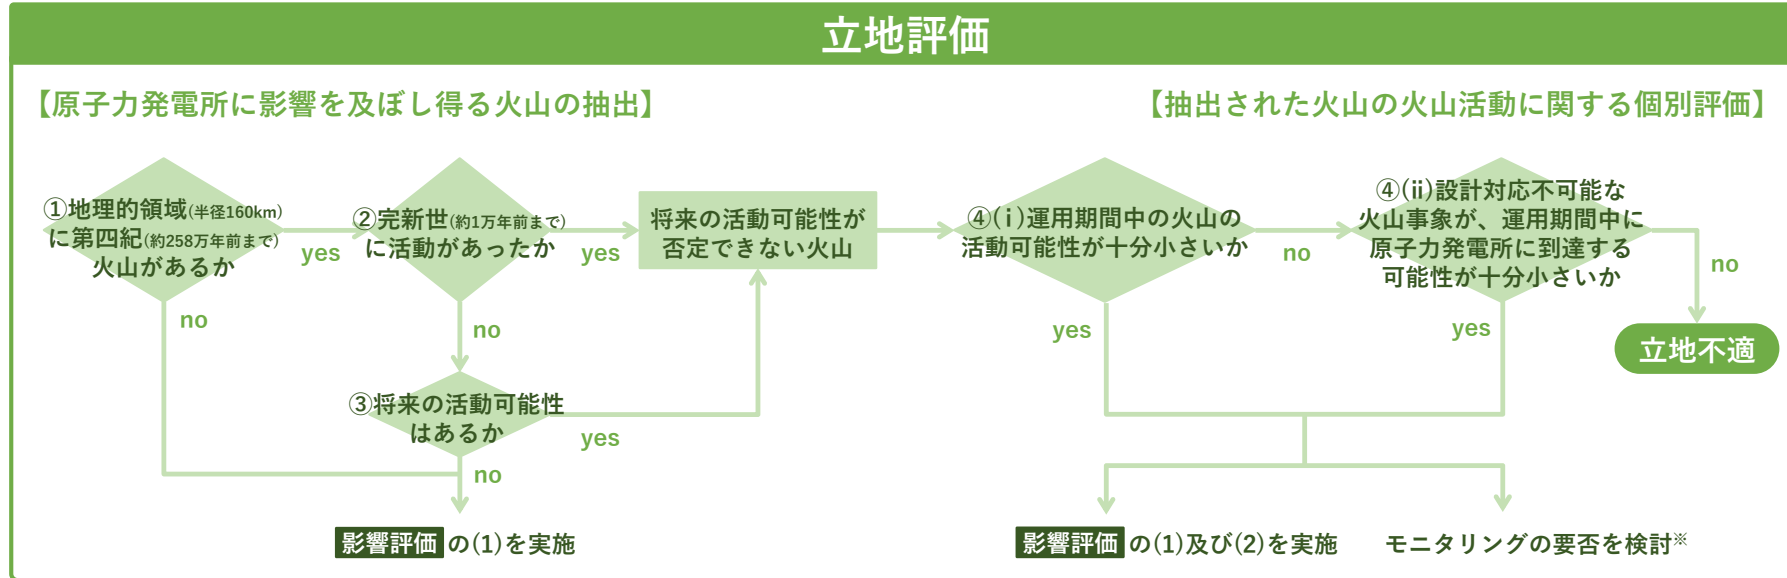 立地評価
【原子力発電所に影響を及ぼし得る火山の抽出】
【抽出された火山の火山活動に関する個別評価】
①地理的領域(半径160km)
に第四紀(約258万年前まで)
火山があるか
yes
no
②完新世(約1万年前まで)
に活動があったか
yes
no
③将来の活動可能性
はあるか
yes
no
将来の活動可能性が
否定できない火山
影響評価 の(1)を実施
④(ⅰ)運用期間中の火山の
活動可能性が十分小さいか
no
yes
④(ⅱ)設計対応不可能な
火山事象が、運用期間中に
原子力発電所に到達する
可能性が十分小さいか
no
yes
立地不適
影響評価 の(1)及び(2)を実施
モニタリングの要否を検討※